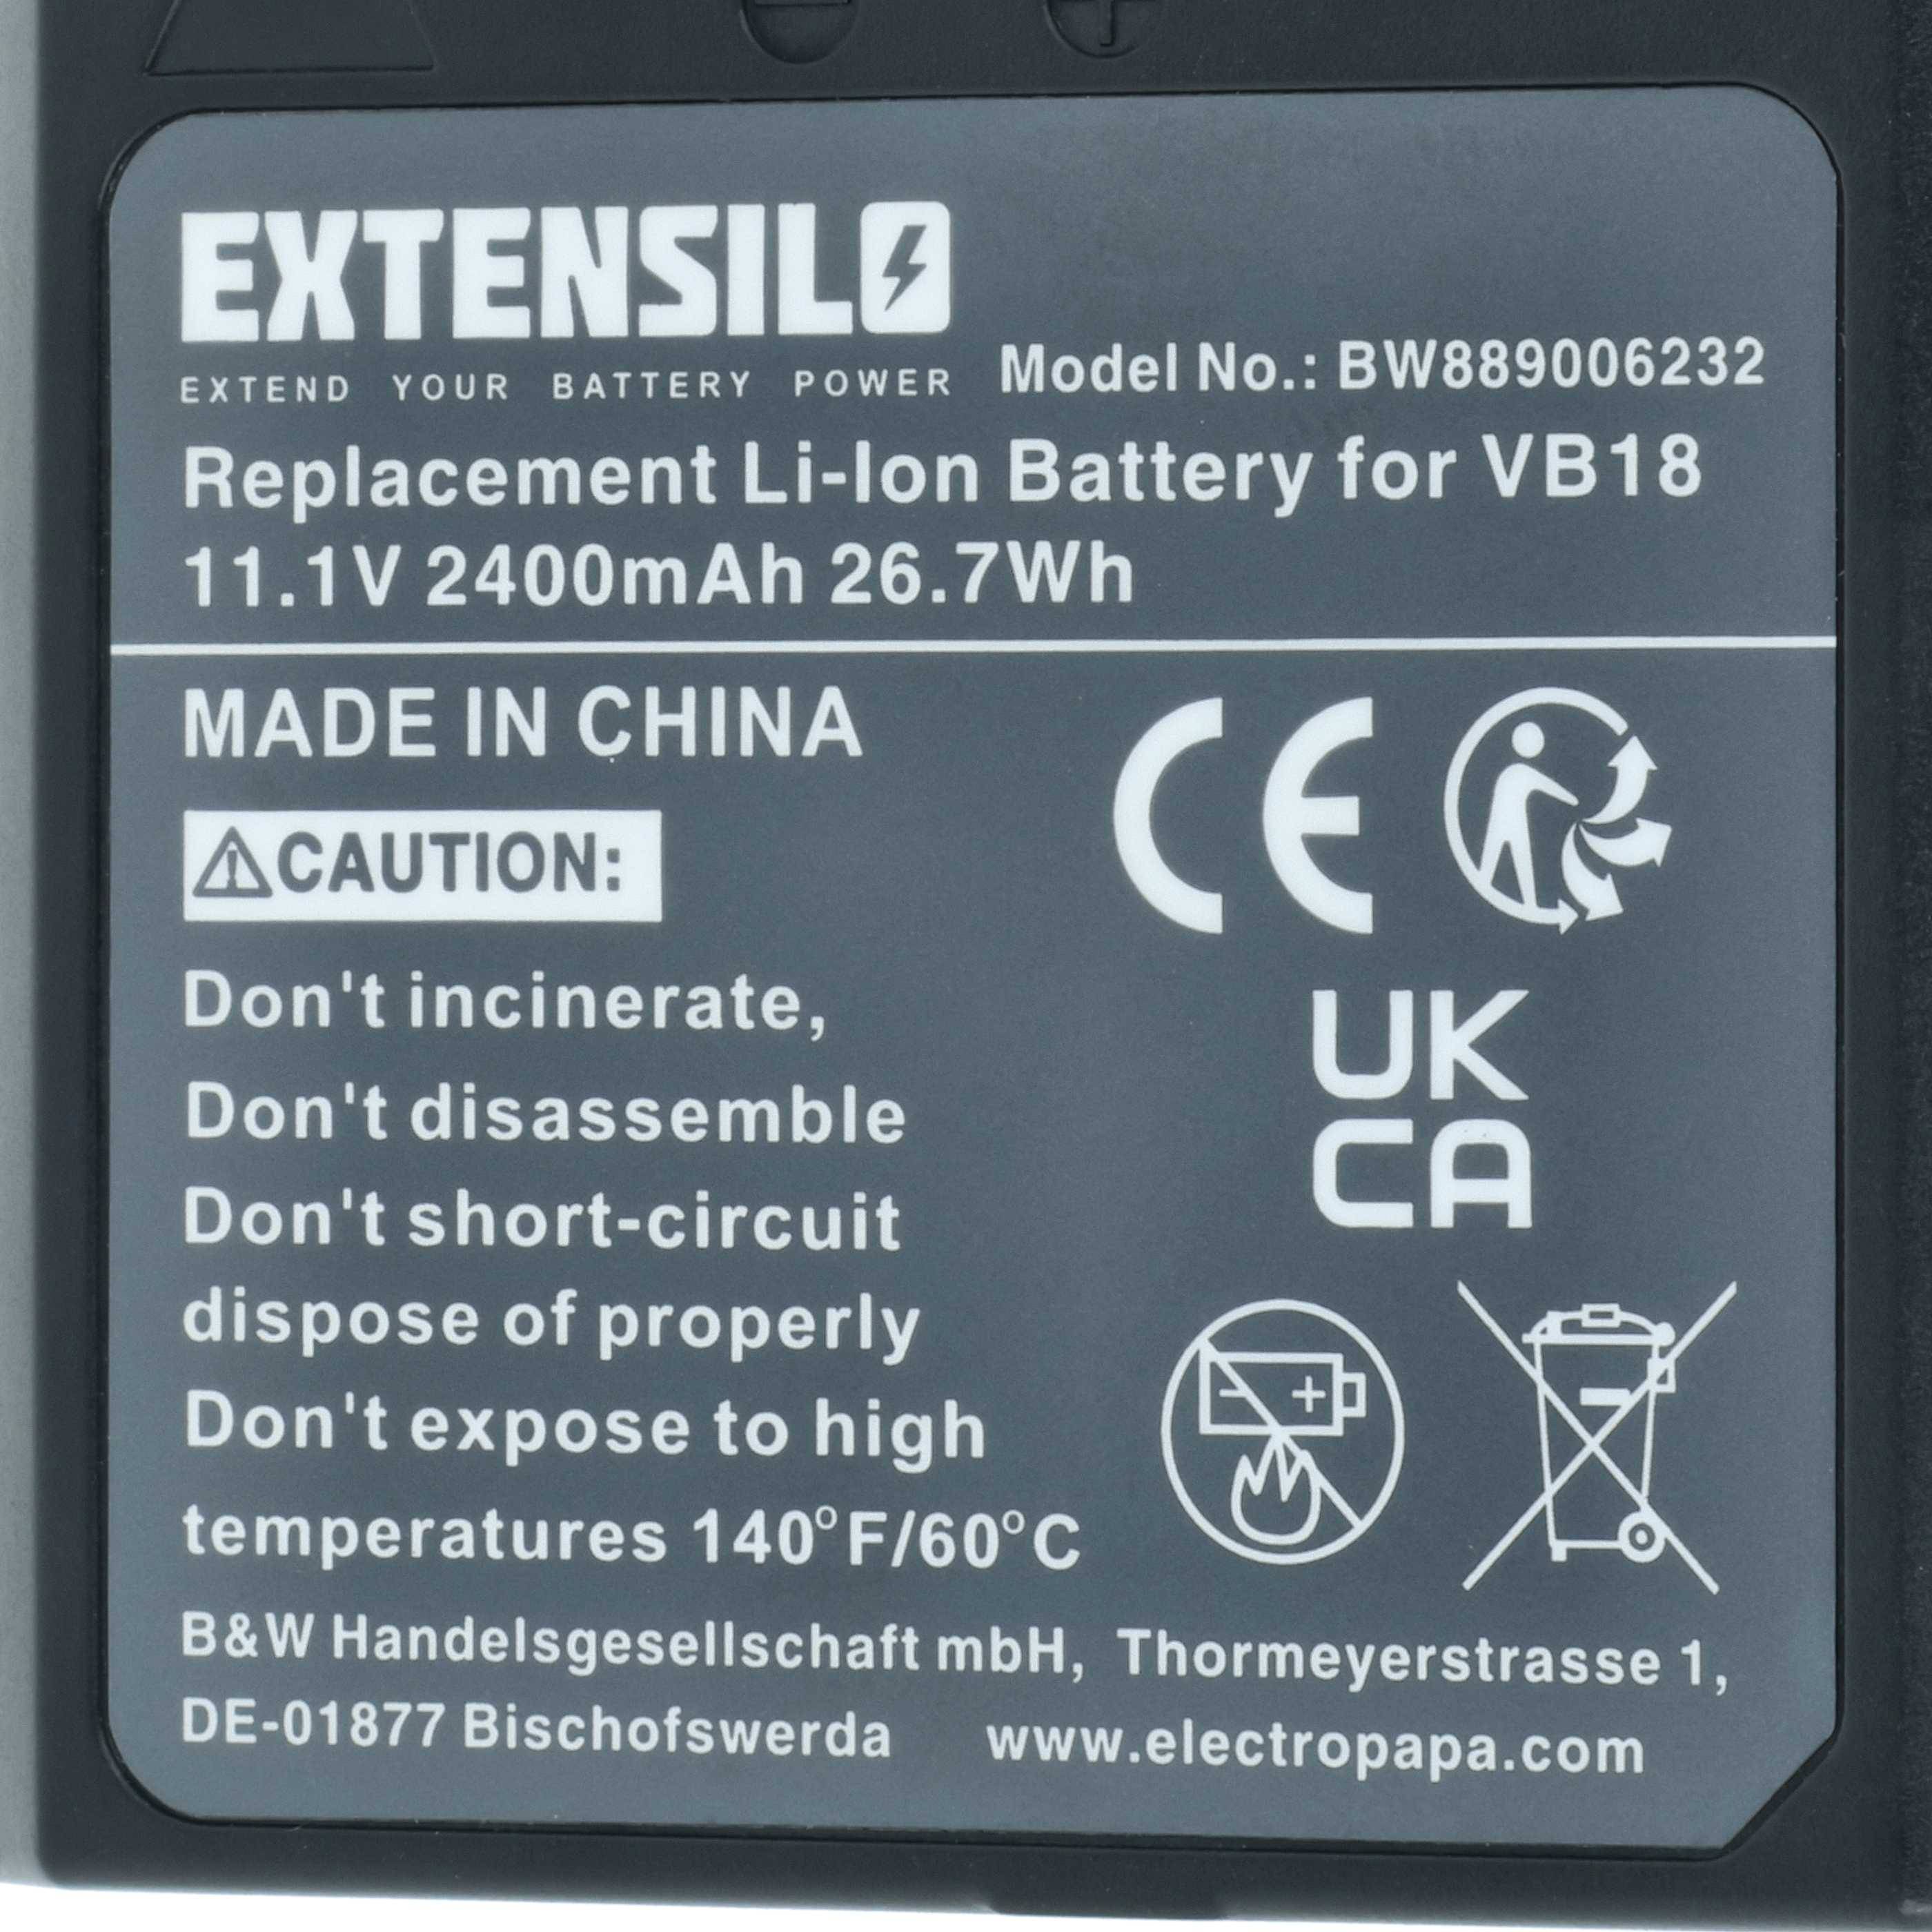 EXTENSILO
EXTEND YOUR BATTERY POWER
Model No.: BW889006232
Replacement Li-Ion Battery for VB18
11.1V 2400mAh 26.7Wh
MADE IN CHINA
CE
⚠CAUTION:
Don't incinerate,
Don't disassemble
Don't short-circuit
dispose of properly
Don't expose to high
temperatures 140°F/60°C
UK
CA
B&W Handelsgesellschaft mbH, Thormeyerstrasse 1,
DE-01877 Bischofswerda www.electropapa.com